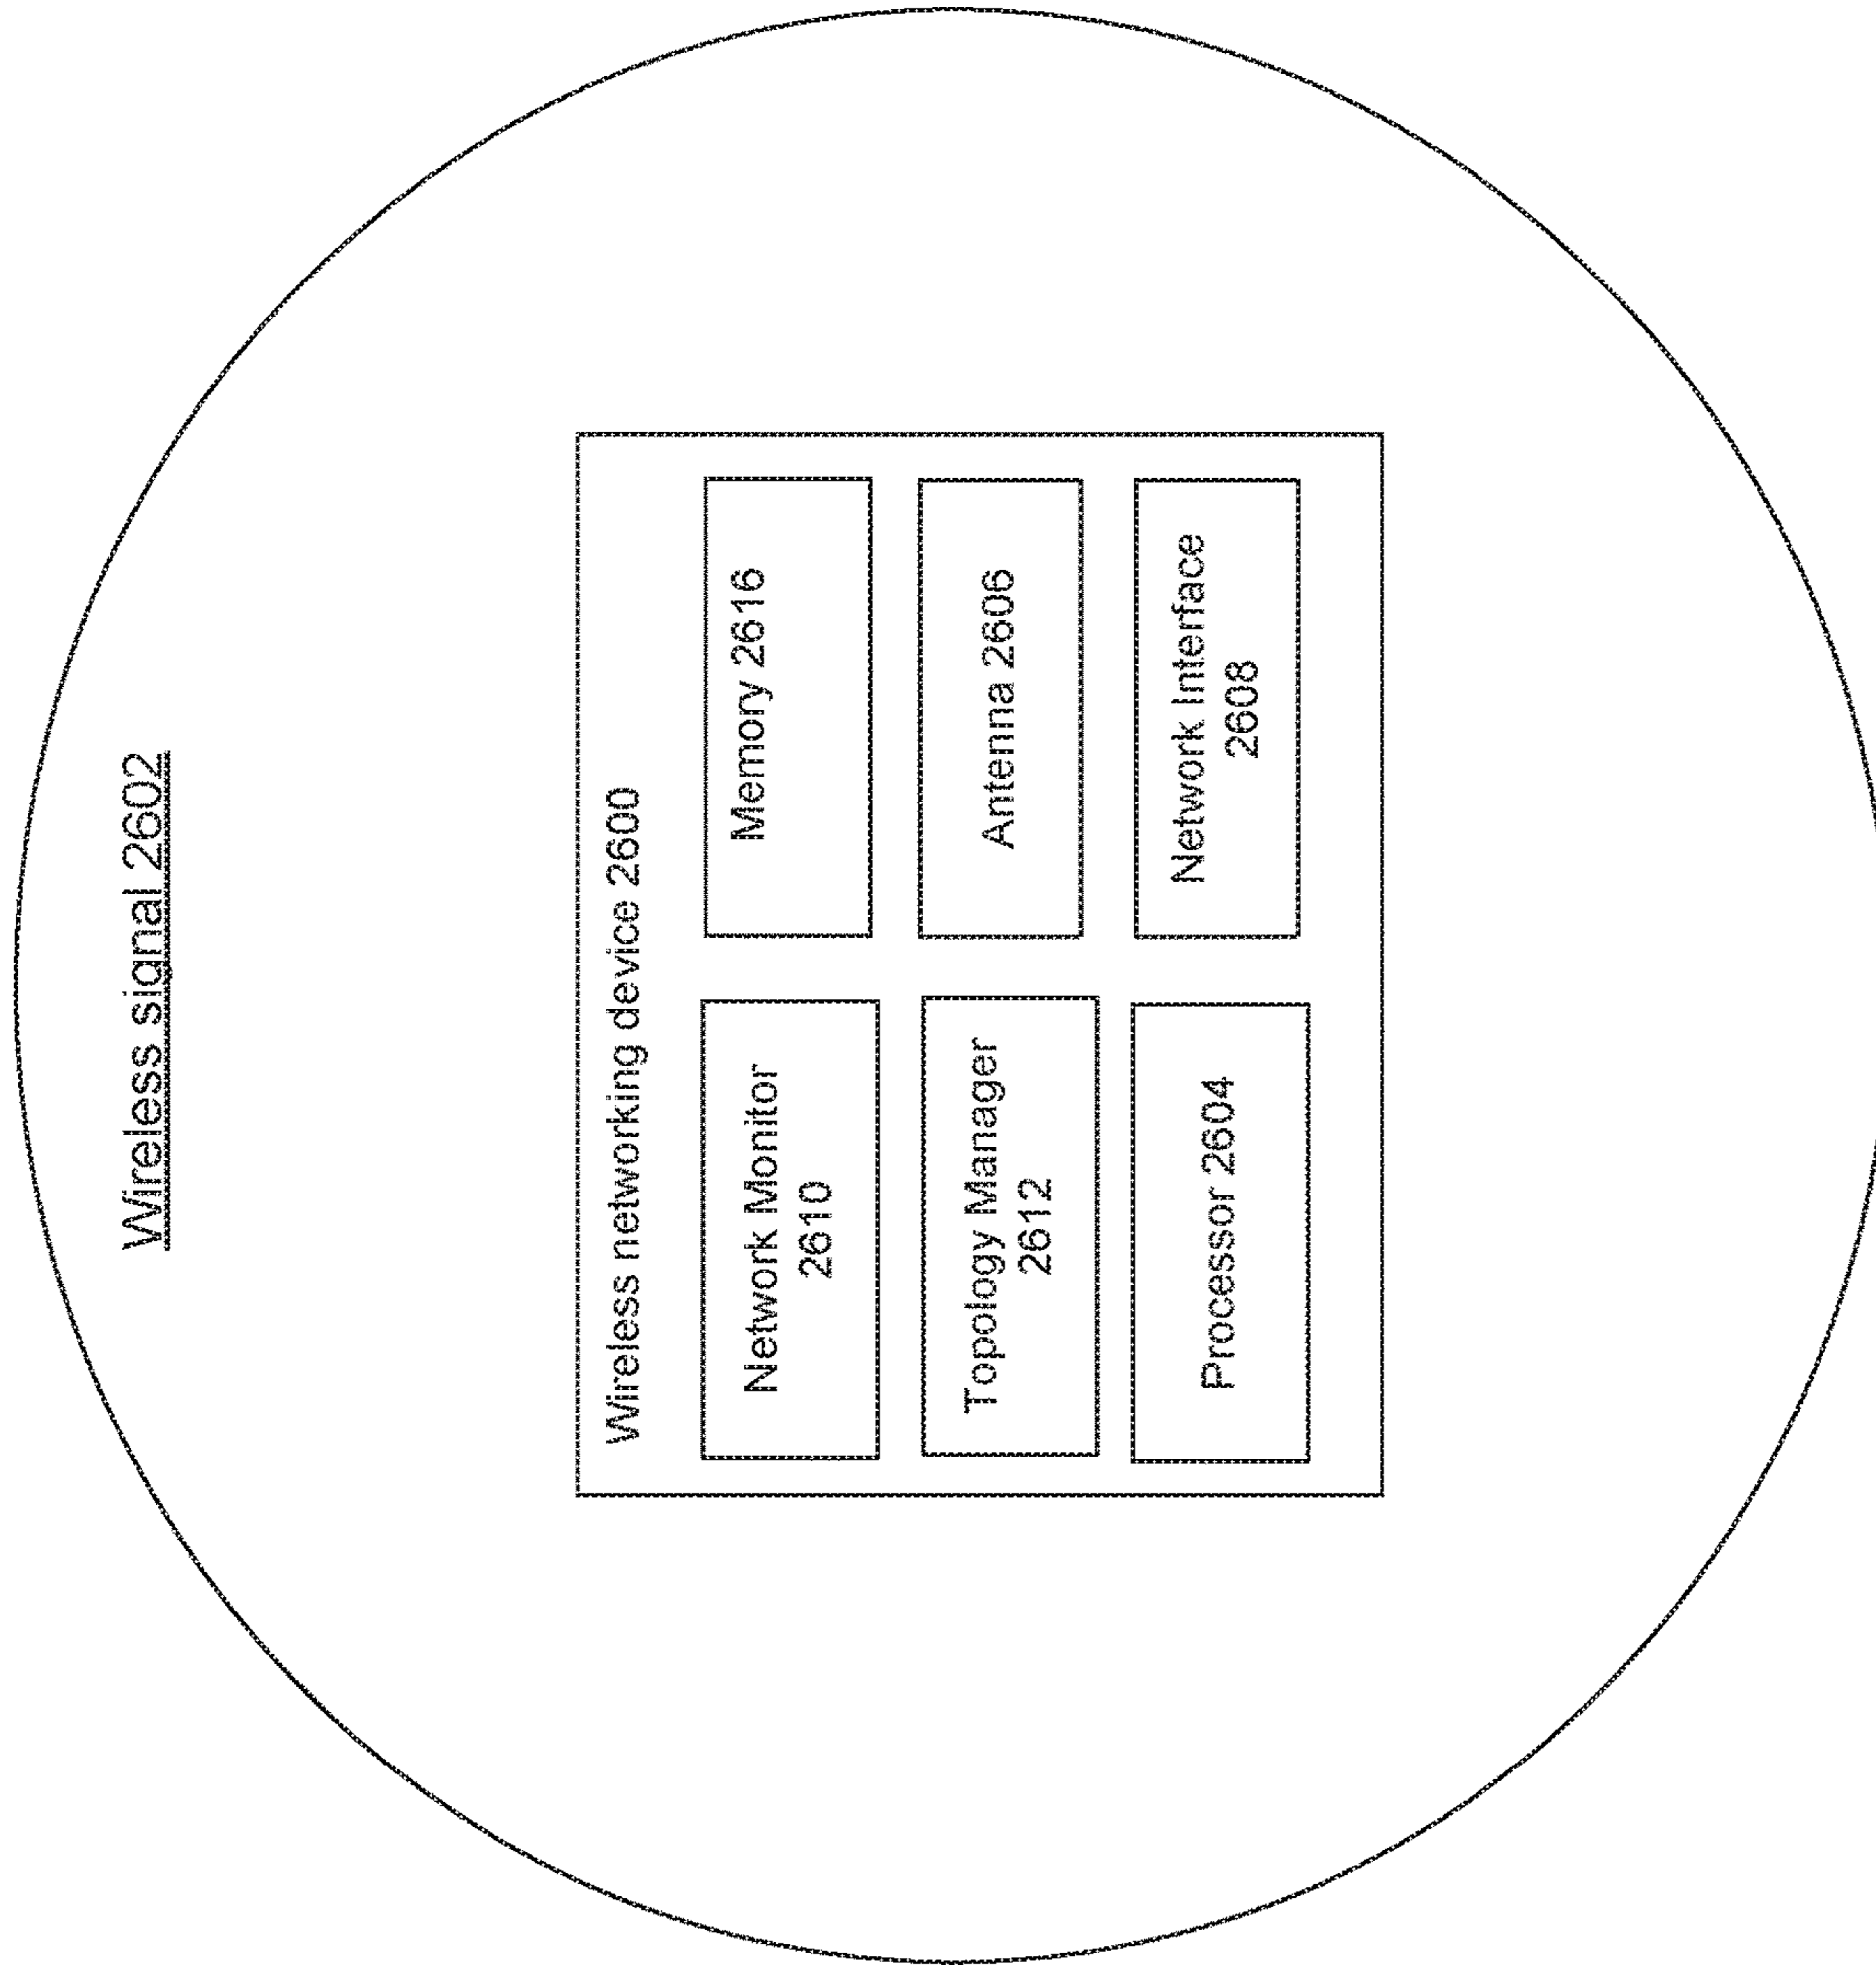 Wireless signal 2602
Wireless networking device 2600
Network Monitor
2610
Memory 2616
Topology Manager
2612
Antenna 2606
Processor 2604
Network Interface
2608